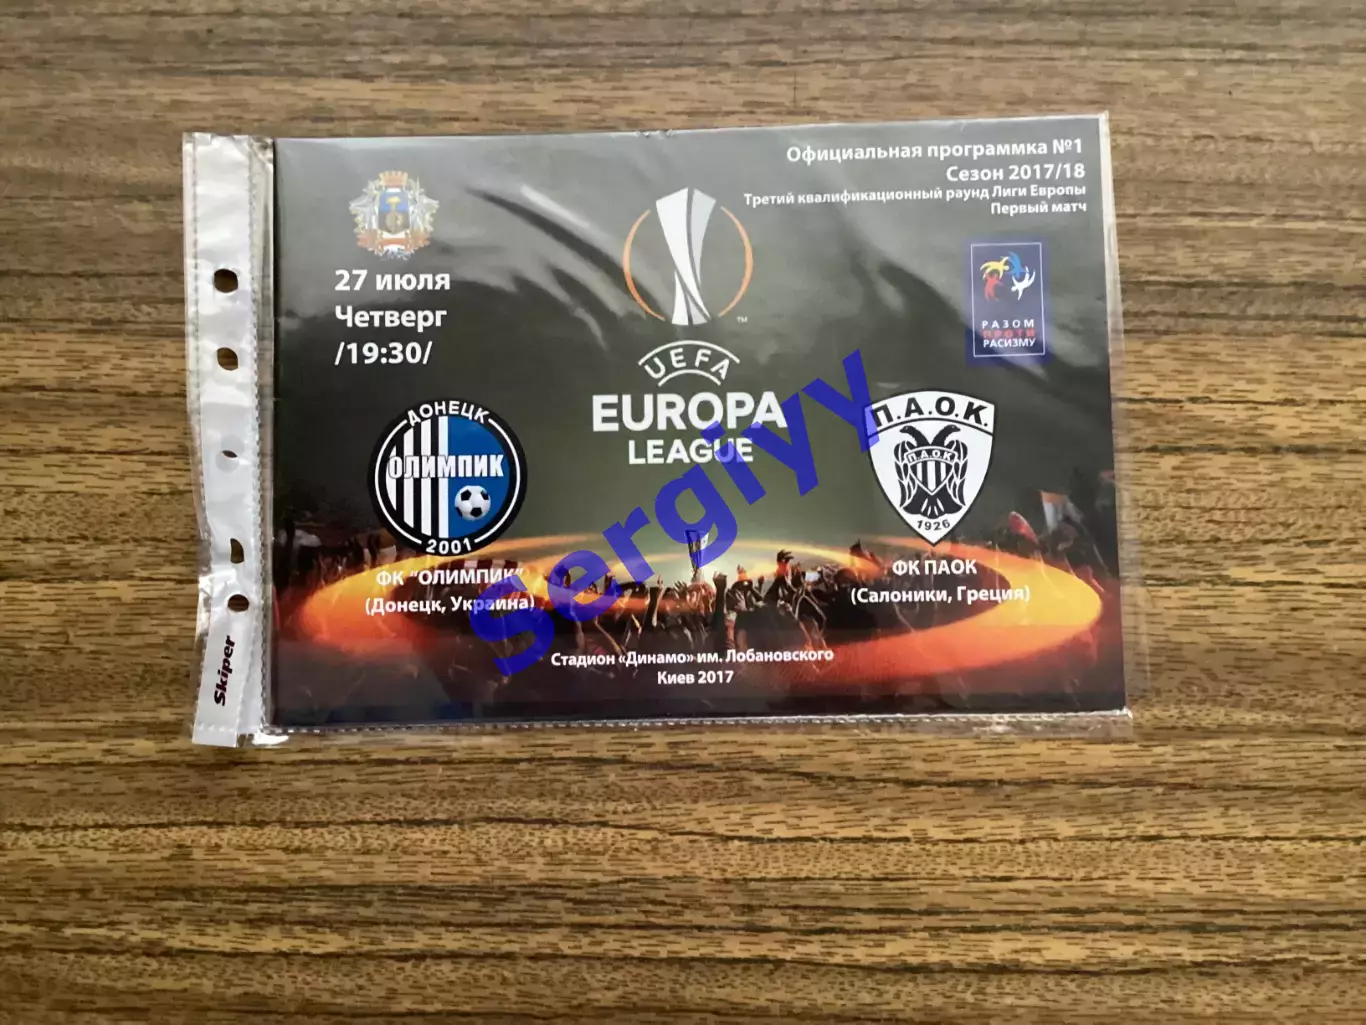 Официальная программка №1
Сезон 2017/18
Третий квалификационный раунд Лиги Европы
Первый матч
27 июля
Четверг
/19:30/
РАЗОМ
ПРОТИ
РАСИЗМУ
UEFA
EUROPA
LEAGUE
™
ДОНЕЦК
ОЛИМПИК
2001
П.А.О.К.
П.А.О.К
1926
ФК "ОЛИМПИК"
(Донецк, Украина)
ФК ПАОК
(Салоники, Греция)
Стадион «Динамо» им. Лобановского
Киев 2017
Skiper
Sergiyy